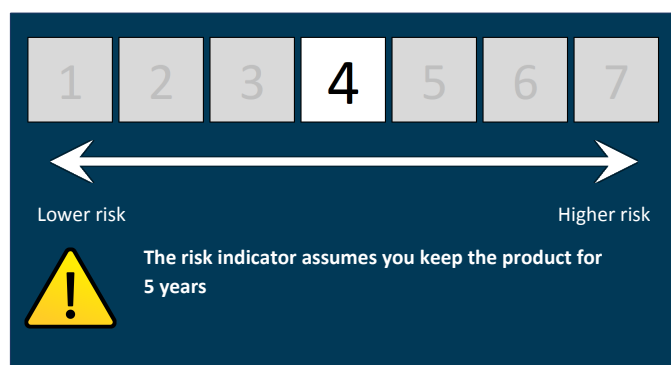 1 2 3 4 5 6 7
Lower risk Higher risk
The risk indicator assumes you keep the product for
5 years